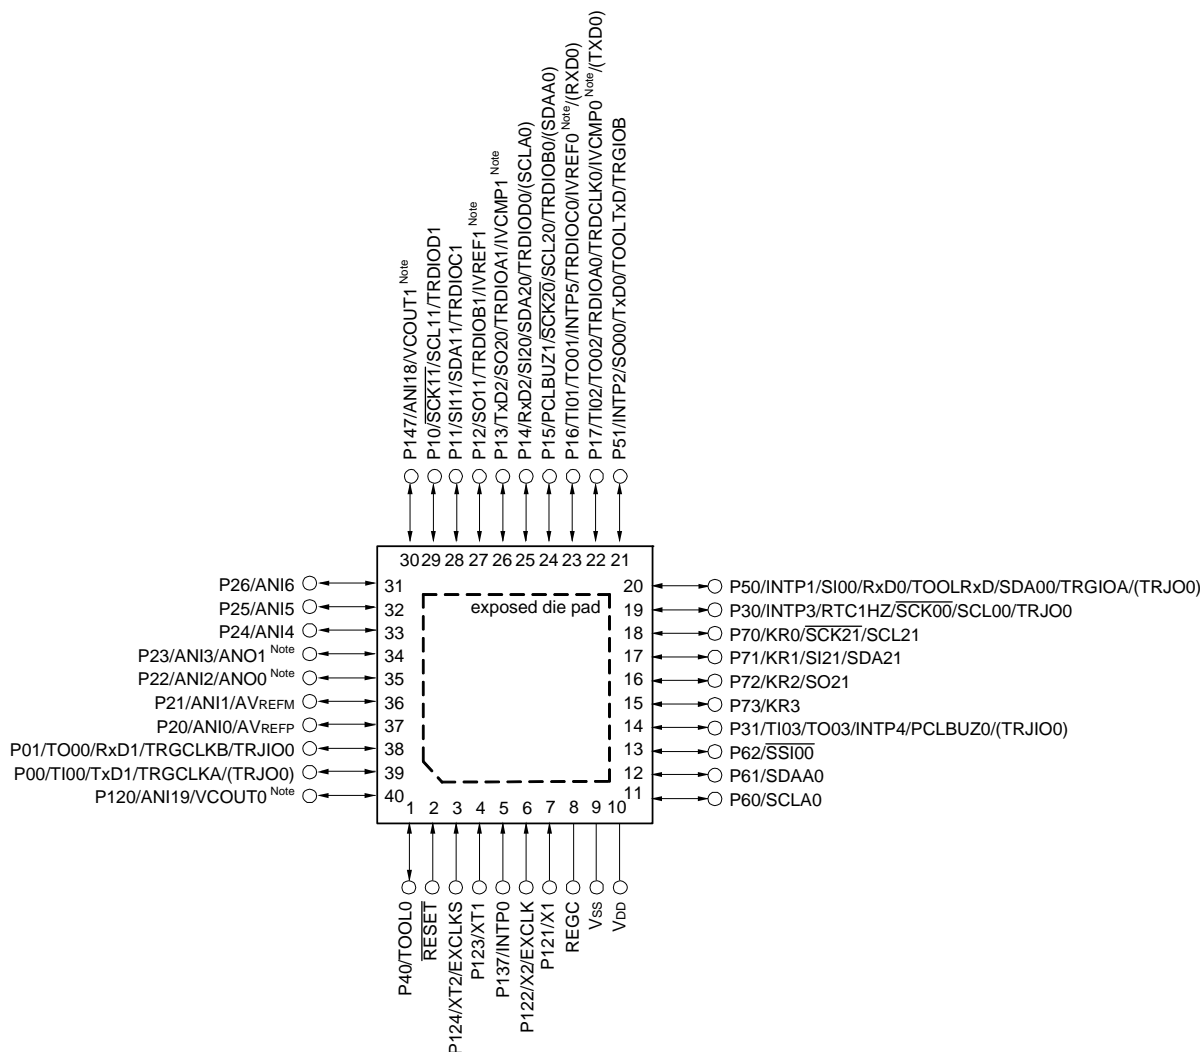 P147/ANI18/VCOUT1 Note
P10/SCK11/SCL11/TRDIOD1
P11/SI11/SDA11/TRDIOC1
P12/SO11/TRDIOB1/IVREF1 Note
P13/TxD2/SO20/TRDIOA1/IVCMP1 Note
P14/RxD2/SI20/SDA20/TRDIOD0/(SCLA0)
P15/PCLBUZ1/SCK20/SCL20/TRDIOB0/(SDAA0)
P16/TI01/TO01/INTP5/TRDIOC0/IVREF0 Note/(RXD0)
P17/TI02/TO02/TRDIOA0/TRDCLK0/IVCMP0 Note/(TXD0)
P51/INTP2/SO00/TxD0/TOOLTxD/TRGIOB
30 29 28 27 26 25 24 23 22 21
P26/ANI6 31
P25/ANI5 32
P24/ANI4 33
P23/ANI3/ANO1 Note 34
P22/ANI2/ANO0 Note 35
P21/ANI1/AVREFM 36
P20/ANI0/AVREFP 37
P01/TO00/RxD1/TRGCLKB/TRJIO0 38
P00/TI00/TxD1/TRGCLKA/(TRJO0) 39
P120/ANI19/VCOUT0 Note 40
exposed die pad
20 P50/INTP1/SI00/RxD0/TOOLRxD/SDA00/TRGIOA/(TRJO0)
19 P30/INTP3/RTC1HZ/SCK00/SCL00/TRJO0
18 P70/KR0/SCK21/SCL21
17 P71/KR1/SI21/SDA21
16 P72/KR2/SO21
15 P73/KR3
14 P31/TI03/TO03/INTP4/PCLBUZ0/(TRJIO0)
13 P62/SSI00
12 P61/SDAA0
11 P60/SCLA0
1 2 3 4 5 6 7 8 9 10
P40/TOOL0
RESET
P124/XT2/EXCLKS
P123/XT1
P137/INTP0
P122/X2/EXCLK
P121/X1
REGC
VSS
VDD